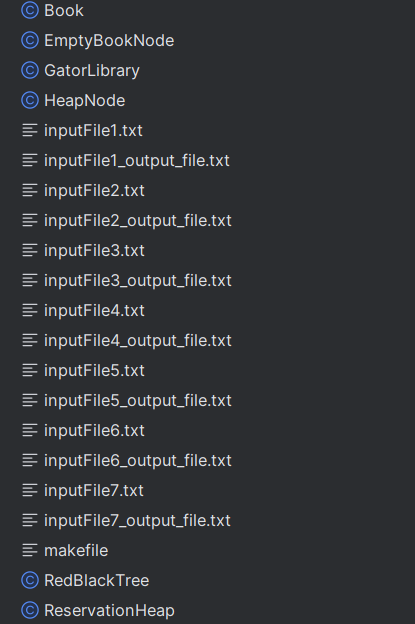 Book
EmptyBookNode
GatorLibrary
HeapNode
inputFile1.txt
inputFile1_output_file.txt
inputFile2.txt
inputFile2_output_file.txt
inputFile3.txt
inputFile3_output_file.txt
inputFile4.txt
inputFile4_output_file.txt
inputFile5.txt
inputFile5_output_file.txt
inputFile6.txt
inputFile6_output_file.txt
inputFile7.txt
inputFile7_output_file.txt
makefile
RedBlackTree
ReservationHeap